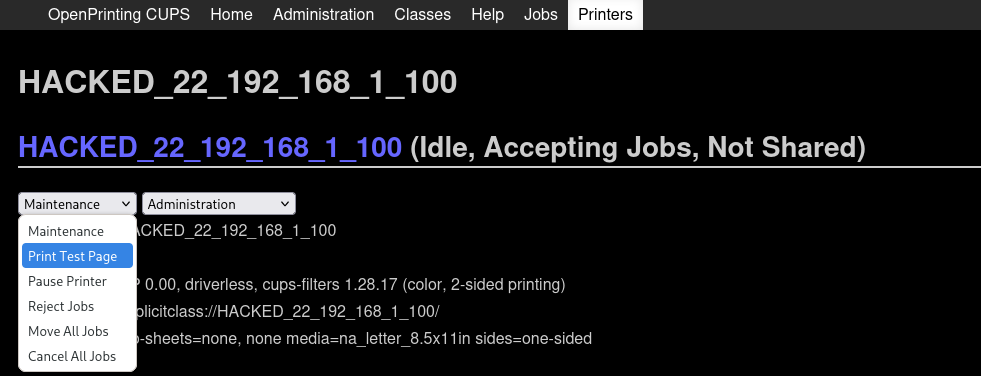 OpenPrinting CUPS Home Administration Classes Help Jobs Printers
HACKED_22_192_168_1_100
HACKED_22_192_168_1_100 (Idle, Accepting Jobs, Not Shared)
Maintenance Administration
Maintenance ACKED_22_192_168_1_100
Print Test Page
Pause Printer 0.00, driverless, cups-filters 1.28.17 (color, 2-sided printing)
Reject Jobs plicitclass://HACKED_22_192_168_1_100/
Move All Jobs -sheets=none, none media=na_letter_8.5x11in sides=one-sided
Cancel All Jobs